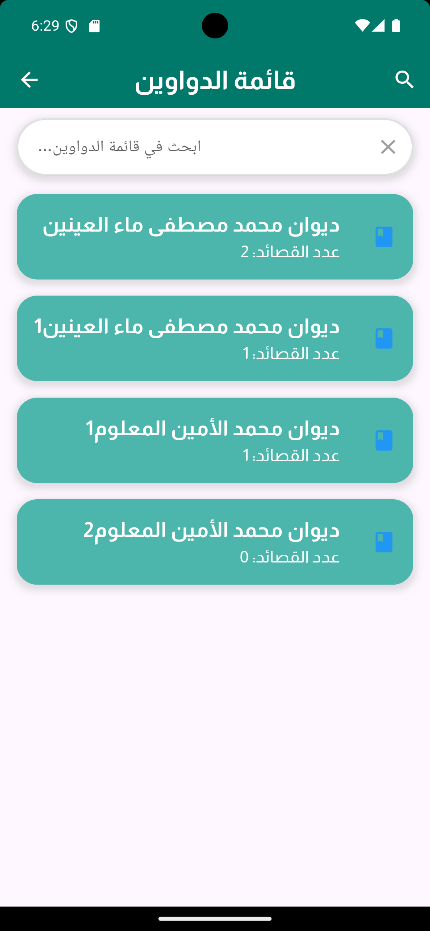 6:29
قائمة الدواوين
ابحث في قائمة الدواوين...
ديوان محمد مصطفى ماء العينين
عدد القصائد: 2
ديوان محمد مصطفى ماء العينين1
عدد القصائد: 1
ديوان محمد الأمين المعلوم1
عدد القصائد: 1
ديوان محمد الأمين المعلوم2
عدد القصائد: 0